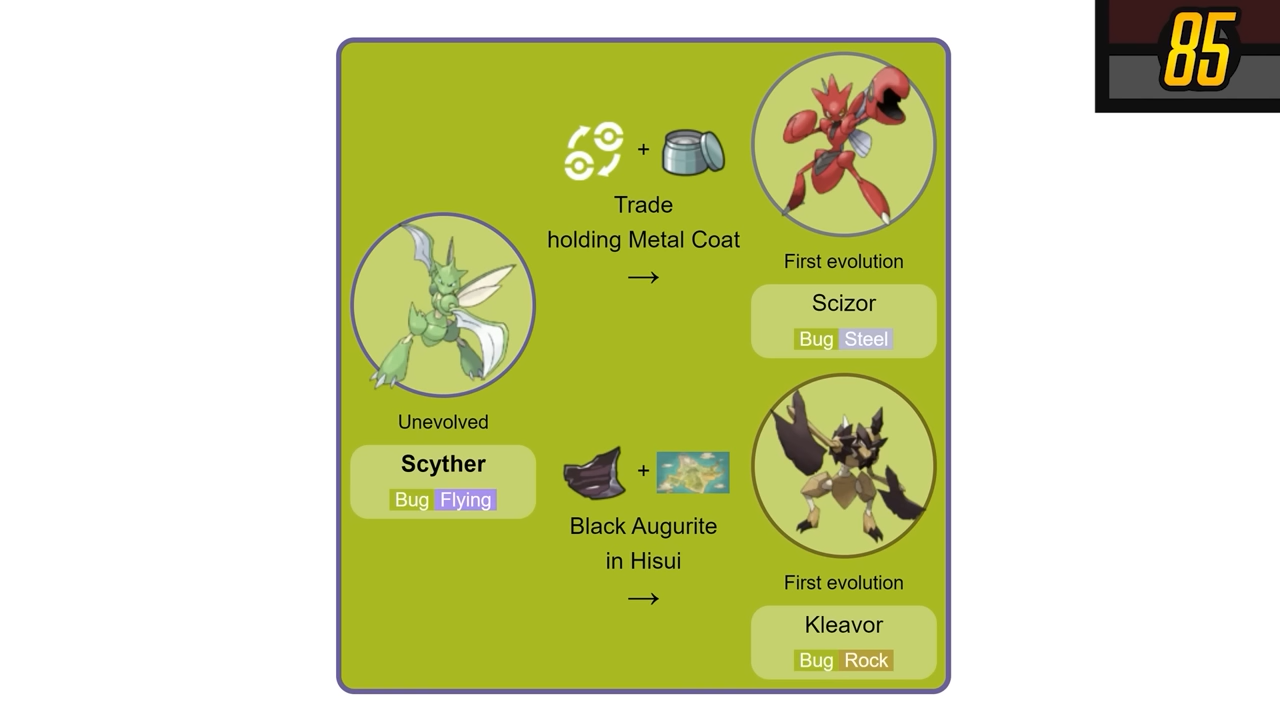 85
Trade
holding Metal Coat
→
First evolution
Scizor
Bug Steel
Unevolved
Scyther
Bug Flying
+
+
Black Augurite
in Hisui
→
First evolution
Kleavor
Bug Rock